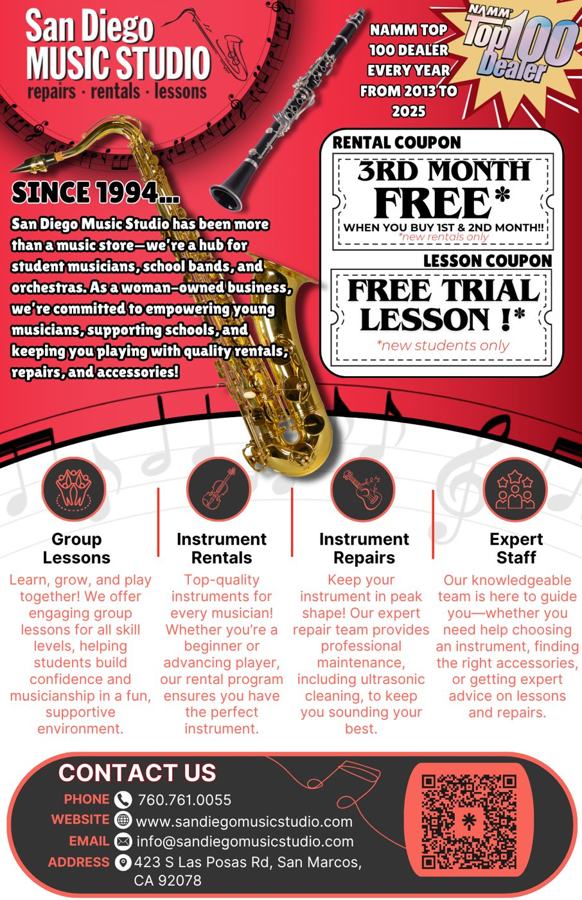 San Diego
MUSIC STUDIO
repairs · rentals · lessons
NAMM TOP
100 DEALER
EVERY YEAR
FROM 2013 TO
2025
NAMM
Top100
Dealer
SINCE 1994...
San Diego Music Studio has been more
than a music store—we're a hub for
student musicians, school bands, and
orchestras. As a woman-owned business,
we're committed to empowering young
musicians, supporting schools, and
keeping you playing with quality rentals,
repairs, and accessories!
RENTAL COUPON
3RD MONTH
FREE*
WHEN YOU BUY 1ST & 2ND MONTH!!
*new rentals only
LESSON COUPON
FREE TRIAL
LESSON !*
*new students only
Group
Lessons
Learn, grow, and play
together! We offer
engaging group
lessons for all skill
levels, helping
students build
confidence and
musicianship in a fun,
supportive
environment.
Instrument
Rentals
Top-quality
instruments for
every musician!
Whether you're a
beginner or
advancing player,
our rental program
ensures you have
the perfect
instrument.
Instrument
Repairs
Keep your
instrument in peak
shape! Our expert
repair team provides
professional
maintenance,
including ultrasonic
cleaning, to keep
you sounding your
best.
Expert
Staff
Our knowledgeable
team is here to guide
you—whether you
need help choosing
an instrument, finding
the right accessories,
or getting expert
advice on lessons
and repairs.
CONTACT US
PHONE 760.761.0055
WEBSITE www.sandiegomusicstudio.com
EMAIL info@sandiegomusicstudio.com
ADDRESS 423 S Las Posas Rd, San Marcos,
CA 92078